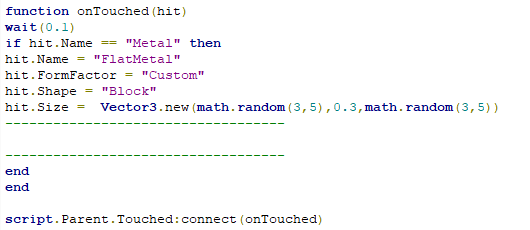 function onTouched(hit)
wait(0.1)
if hit.Name == "Metal" then
hit.Name = "FlatMetal"
hit.FormFactor = "Custom"
hit.Shape = "Block"
hit.Size =  Vector3.new(math.random(3,5),0.3,math.random(3,5))
-----------------------------------
-----------------------------------
end
end
script.Parent.Touched:connect(onTouched)